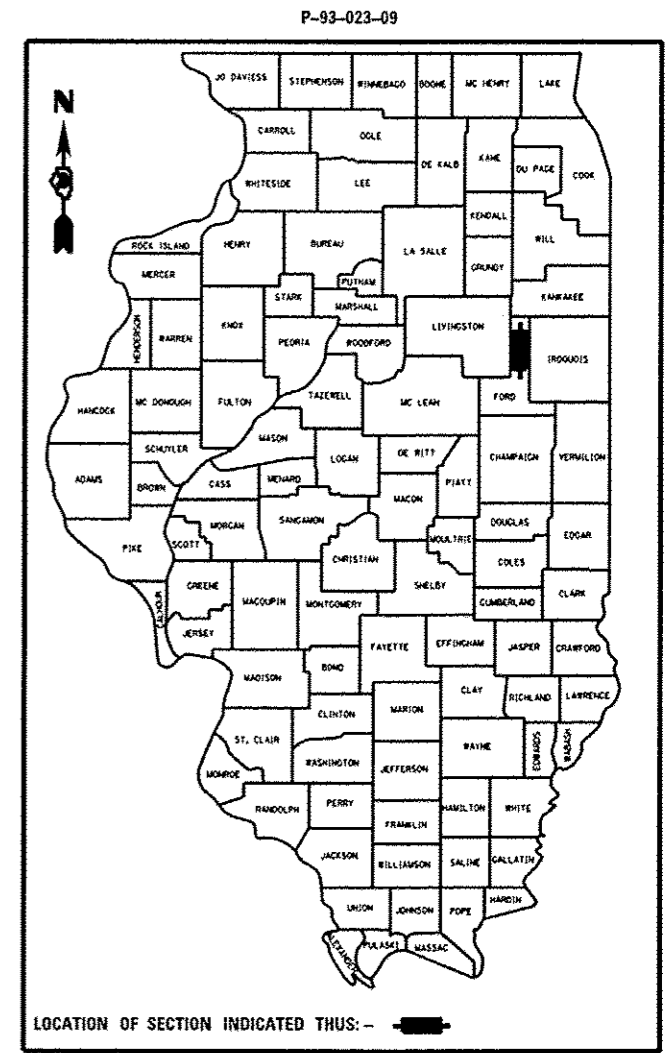 P-93-023-09
N
JO DAVIESS STEPHENSON WINNEBAGO BOONE MC HENRY LAKE
CARROLL OGLE DE KALB KANE DU PAGE COOK
WHITESIDE LEE
KENDALL
ROCK ISLAND HENRY BUREAU LA SALLE GRUNDY WILL
MERCER PUTNAM
STARK MARSHALL KANKAKEE
HENDERSON WARREN KNOX PEORIA WOODFORD LIVINGSTON IROQUOIS
HANCOCK MC DONOUGH FULTON TAZEWELL MC LEAN FORD
MASON
SCHUYLER LOGAN DE WITT CHAMPAIGN VERMILION
ADAMS BROWN CASS MENARD PIATT
MACON
PIKE SCOTT MORGAN SANGAMON MOULTRIE DOUGLAS EDGAR
CHRISTIAN COLES
CALHOUN GREENE MACOUPIN MONTGOMERY SHELBY CUMBERLAND CLARK
JERSEY FAYETTE EFFINGHAM JASPER CRAWFORD
MADISON BOND
CLAY RICHLAND LAWRENCE
CLINTON MARION
ST. CLAIR WAYNE EDWARDS WABASH
MONROE WASHINGTON JEFFERSON
RANDOLPH PERRY HAMILTON WHITE
FRANKLIN
JACKSON WILLIAMSON SALINE GALLATIN
UNION JOHNSON POPE HARDIN
ALEXANDER PULASKI MASSAC
LOCATION OF SECTION INDICATED THUS: -